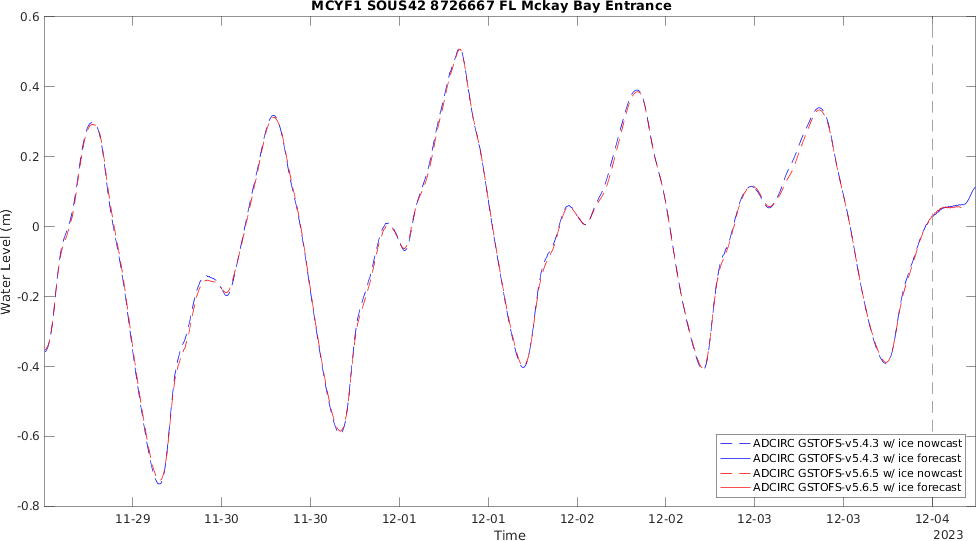 MCYF1 SOUS42 8726667 FL Mckay Bay Entrance
0.6
0.4
0.2
0
-0.2
-0.4
-0.6
-0.8
Water Level (m)
ADCIRC GSTOFS-v5.4.3 w/ ice nowcast
ADCIRC GSTOFS-v5.4.3 w/ ice forecast
ADCIRC GSTOFS-v5.6.5 w/ ice nowcast
ADCIRC GSTOFS-v5.6.5 w/ ice forecast
11-29 11-30 11-30 12-01 12-01 12-02 12-02 12-03 12-03 12-04
Time 2023